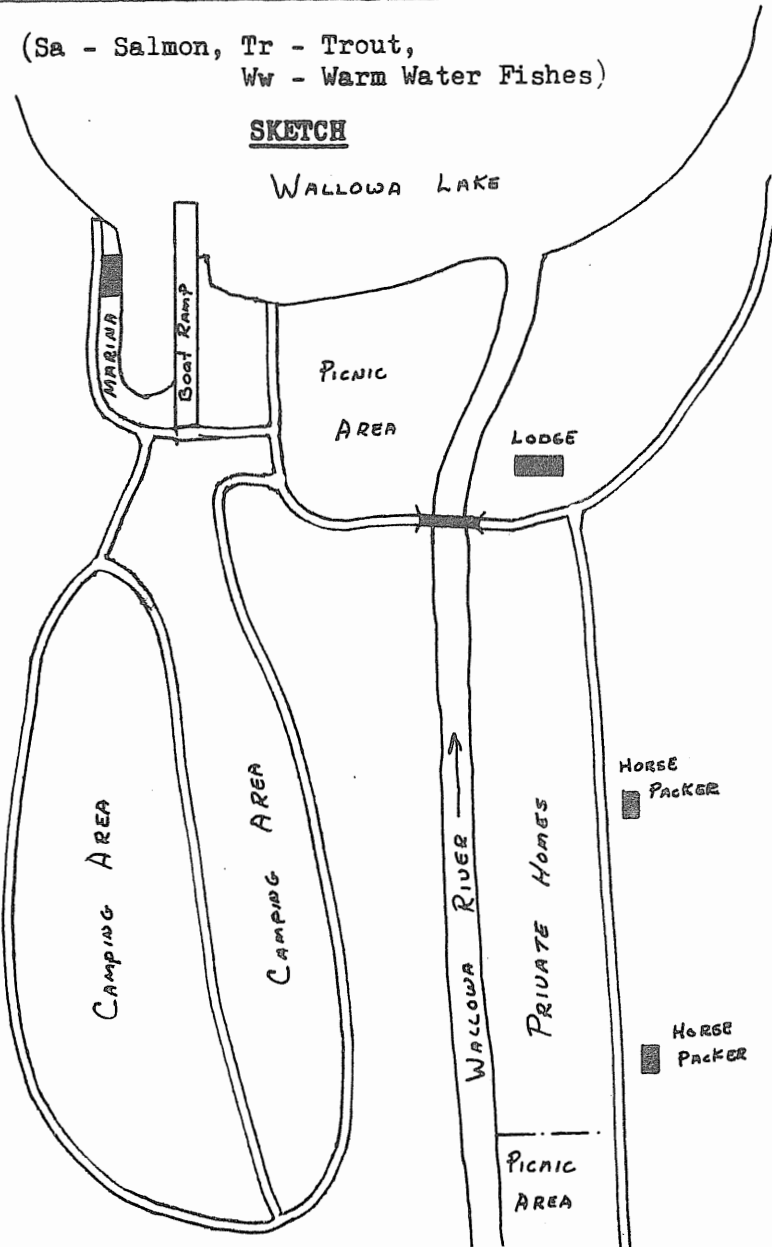 (Sa - Salmon, Tr - Trout,
Ww - Warm Water Fishes)
SKETCH
WALLOWA LAKE
MARINA
Boat Ramp
PICNIC
AREA
LODGE
HORSE
PACKER
CAMPING AREA
CAMPING AREA
WALLOWA RIVER
PRIVATE HOMES
HORSE
PACKER
PICNIC
AREA